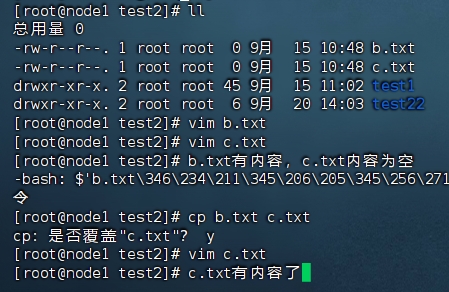 [root@node1 test2]# ll
总用量 0
-rw-r--r--. 1 root root  0 9月  15 10:48 b.txt
-rw-r--r--. 1 root root  0 9月  15 10:48 c.txt
drwxr-xr-x. 2 root root 45 9月  15 11:02 test1
drwxr-xr-x. 2 root root  6 9月  20 14:03 test22
[root@node1 test2]# vim b.txt
[root@node1 test2]# vim c.txt
[root@node1 test2]# b.txt有内容，c.txt内容为空
-bash: $'b.txt\346\234\211\345\206\205\345\256\271
令
[root@node1 test2]# cp b.txt c.txt
cp：是否覆盖"c.txt"？ y
[root@node1 test2]# vim c.txt
[root@node1 test2]# c.txt有内容了